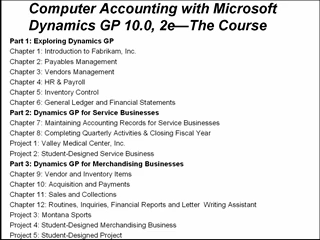 Computer Accounting with Microsoft
Dynamics GP 10.0, 2e—The Course
Part 1: Exploring Dynamics GP
Chapter 1: Introduction to Fabrikam, Inc.
Chapter 2: Payables Management
Chapter 3: Vendors Management
Chapter 4: HR & Payroll
Chapter 5: Inventory Control
Chapter 6: General Ledger and Financial Statements
Part 2: Dynamics GP for Service Businesses
Chapter 7: Maintaining Accounting Records for Service Businesses
Chapter 8: Completing Quarterly Activities & Closing Fiscal Year
Project 1: Valley Medical Center, Inc.
Project 2: Student-Designed Service Business
Part 3: Dynamics GP for Merchandising Businesses
Chapter 9: Vendor and Inventory Items
Chapter 10: Acquisition and Payments
Chapter 11: Sales and Collections
Chapter 12: Routines, Inquiries, Financial Reports and Letter Writing Assistant
Project 3: Montana Sports
Project 4: Student-Designed Merchandising Business
Project 5: Student-Designed Project